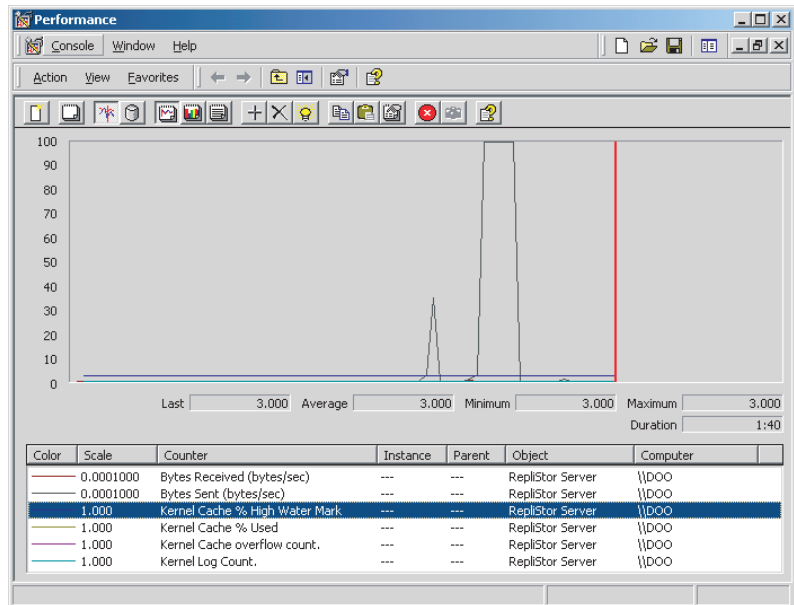 Performance
Console Window Help
Action View Favorites
100
90
80
70
60
50
40
30
20
10
0
Last 3.000 Average 3.000 Minimum 3.000 Maximum 3.000
Duration 1:40
Color Scale Counter Instance Parent Object Computer
0.0001000 Bytes Received (bytes/sec) --- --- RepliStor Server \\DOO
0.0001000 Bytes Sent (bytes/sec) --- --- RepliStor Server \\DOO
1.000 Kernel Cache % High Water Mark --- --- RepliStor Server \\DOO
1.000 Kernel Cache % Used --- --- RepliStor Server \\DOO
1.000 Kernel Cache overflow count. --- --- RepliStor Server \\DOO
1.000 Kernel Log Count. --- --- RepliStor Server \\DOO